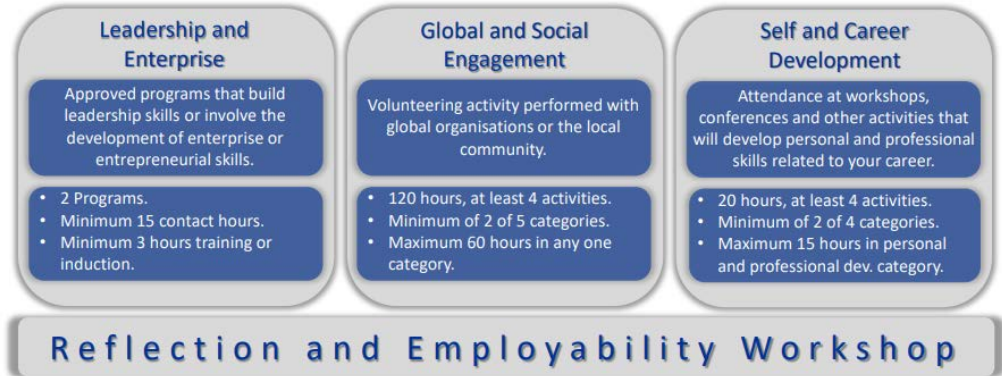 Leadership and
Enterprise
Approved programs that build
leadership skills or involve the
development of enterprise or
entrepreneurial skills.
• 2 Programs.
• Minimum 15 contact hours.
• Minimum 3 hours training or
induction.
Global and Social
Engagement
Volunteering activity performed with
global organisations or the local
community.
• 120 hours, at least 4 activities.
• Minimum of 2 of 5 categories.
• Maximum 60 hours in any one
category.
Self and Career
Development
Attendance at workshops,
conferences and other activities that
will develop personal and professional
skills related to your career.
• 20 hours, at least 4 activities.
• Minimum of 2 of 4 categories.
• Maximum 15 hours in personal
and professional dev. category.
Reflection and Employability Workshop